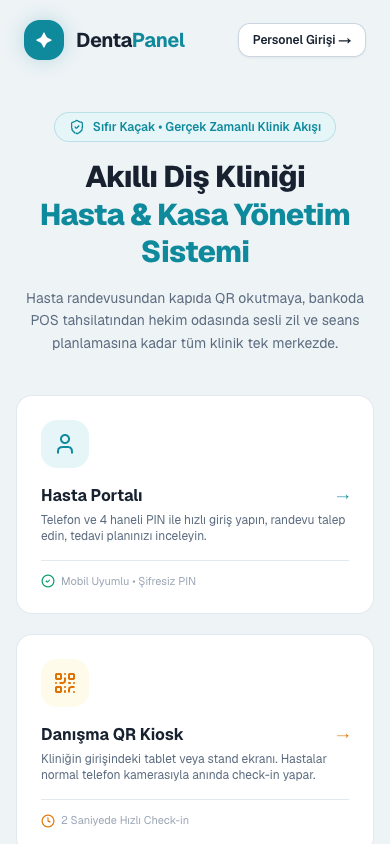 DentaPanel
Personel Girişi →
Sıfır Kaçak • Gerçek Zamanlı Klinik Akışı
Akıllı Diş Kliniği
Hasta & Kasa Yönetim
Sistemi
Hasta randevusundan kapıda QR okutmaya, bankoda
POS tahsilatından hekim odasında sesli zil ve seans
planlamasına kadar tüm klinik tek merkezde.
Hasta Portalı →
Telefon ve 4 haneli PIN ile hızlı giriş yapın, randevu talep
edin, tedavi planınızı inceleyin.
Mobil Uyumlu • Şifresiz PIN
Danışma QR Kiosk →
Kliniğin girişindeki tablet veya stand ekranı. Hastalar
normal telefon kamerasıyla anında check-in yapar.
2 Saniyede Hızlı Check-in